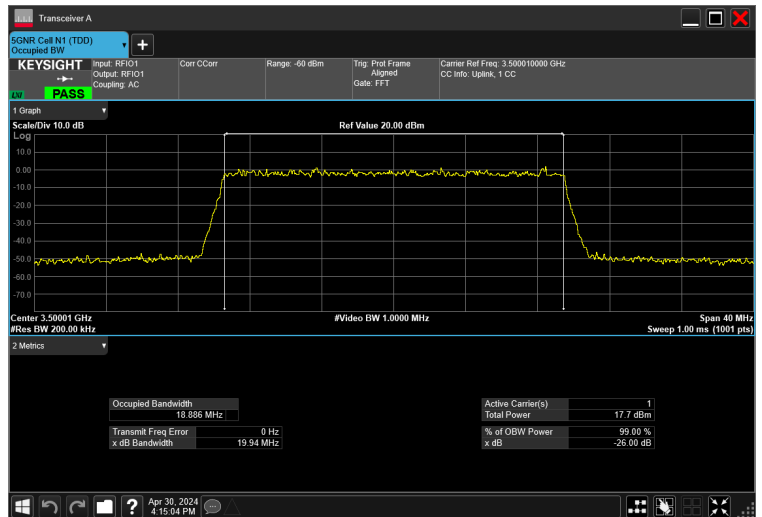 Transceiver A
5GNR Cell N1 (TDD)
Occupied BW
KEYSIGHT
LXI
PASS
Input: RFIO1
Output: RFIO1
Coupling: AC
Corr CCorr
Range: -60 dBm
Trig: Prot Frame
Aligned
Gate: FFT
Carrier Ref Freq: 3.500010000 GHz
CC Info: Uplink, 1 CC
1 Graph
Scale/Div 10.0 dB
Ref Value 20.00 dBm
Log
10.0
0.00
-10.0
-20.0
-30.0
-40.0
-50.0
-60.0
-70.0
Center 3.50001 GHz
#Video BW 1.0000 MHz
Span 40 MHz
#Res BW 200.00 kHz
Sweep 1.00 ms (1001 pts)
2 Metrics
Occupied Bandwidth
18.886 MHz
Transmit Freq Error 0 Hz
x dB Bandwidth 19.94 MHz
Active Carrier(s) 1
Total Power 17.7 dBm
% of OBW Power 99.00 %
x dB -26.00 dB
Apr 30, 2024
4:15:04 PM